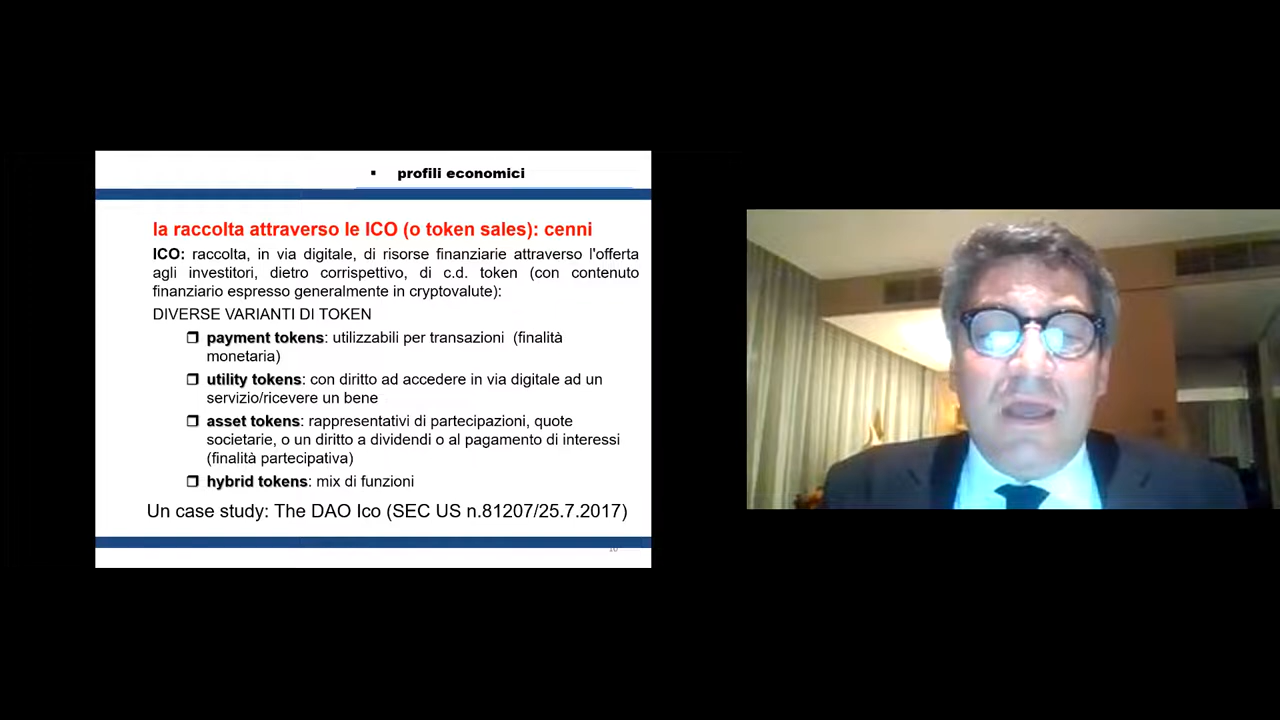 ▪ profili economici
la raccolta attraverso le ICO (o token sales): cenni
ICO: raccolta, in via digitale, di risorse finanziarie attraverso l'offerta
agli investitori, dietro corrispettivo, di c.d. token (con contenuto
finanziario espresso generalmente in cryptovalute):
DIVERSE VARIANTI DI TOKEN
❒ payment tokens: utilizzabili per transazioni (finalità
monetaria)
❒ utility tokens: con diritto ad accedere in via digitale ad un
servizio/ricevere un bene
❒ asset tokens: rappresentativi di partecipazioni, quote
societarie, o un diritto a dividendi o al pagamento di interessi
(finalità partecipativa)
❒ hybrid tokens: mix di funzioni
Un case study: The DAO Ico (SEC US n.81207/25.7.2017)